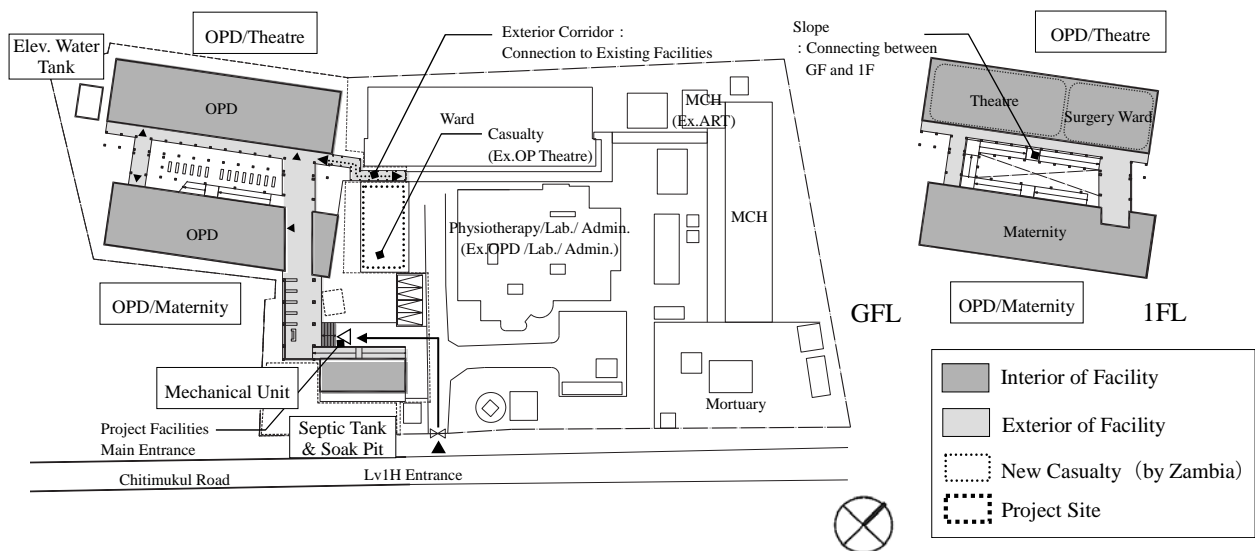 OPD/Theatre
Elev. Water
Tank
OPD
OPD
OPD/Maternity
Mechanical Unit
Project Facilities
Main Entrance
Septic Tank
& Soak Pit
Chitimukul Road
Lv1H Entrance
Exterior Corridor :
Connection to Existing Facilities
Ward
Casualty
(Ex.OP Theatre)
MCH
(Ex.ART)
MCH
Physiotherapy/Lab./ Admin.
(Ex.OPD /Lab./ Admin.)
Mortuary
Slope
: Connecting between
GF and 1F
OPD/Theatre
Theatre
Surgery Ward
Maternity
OPD/Maternity
GFL
1FL
Interior of Facility
Exterior of Facility
New Casualty (by Zambia)
Project Site